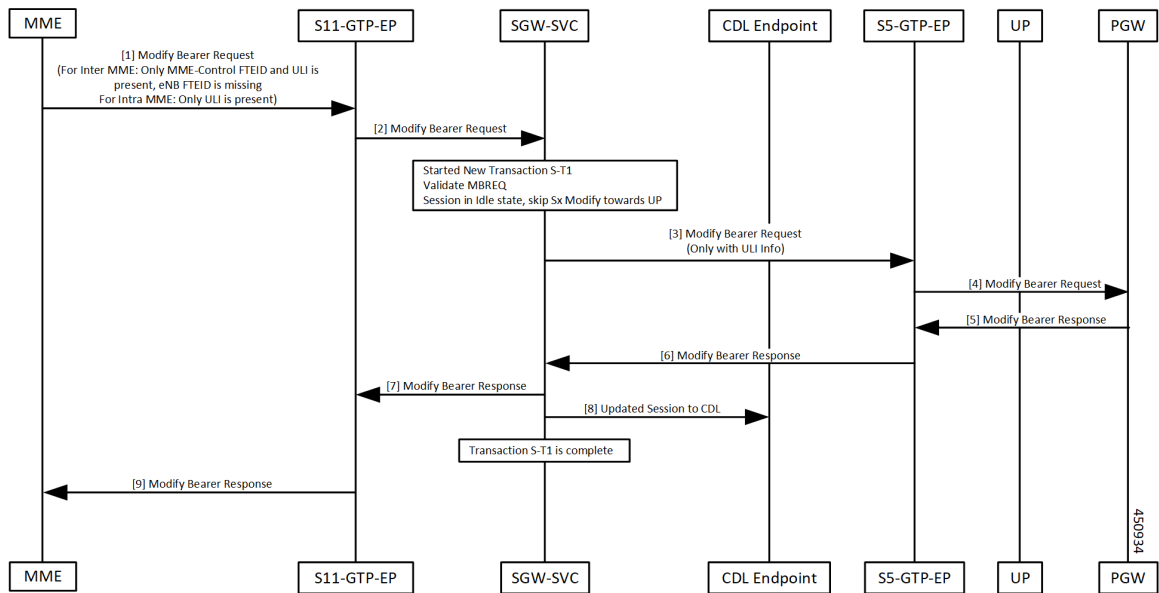 MME
S11-GTP-EP
SGW-SVC
CDL Endpoint
S5-GTP-EP
UP
PGW
[1] Modify Bearer Request
(For Inter MME: Only MME-Control FTEID and ULI is
present, eNB FTEID is missing
For Intra MME: Only ULI is present)
[2] Modify Bearer Request
Started New Transaction S-T1
Validate MBREQ
Session in Idle state, skip Sx Modify towards UP
[3] Modify Bearer Request
(Only with ULI Info)
[4] Modify Bearer Request
[5] Modify Bearer Response
[6] Modify Bearer Response
[7] Modify Bearer Response
[8] Updated Session to CDL
Transaction S-T1 is complete
[9] Modify Bearer Response
450934
MME
S11-GTP-EP
SGW-SVC
CDL Endpoint
S5-GTP-EP
UP
PGW